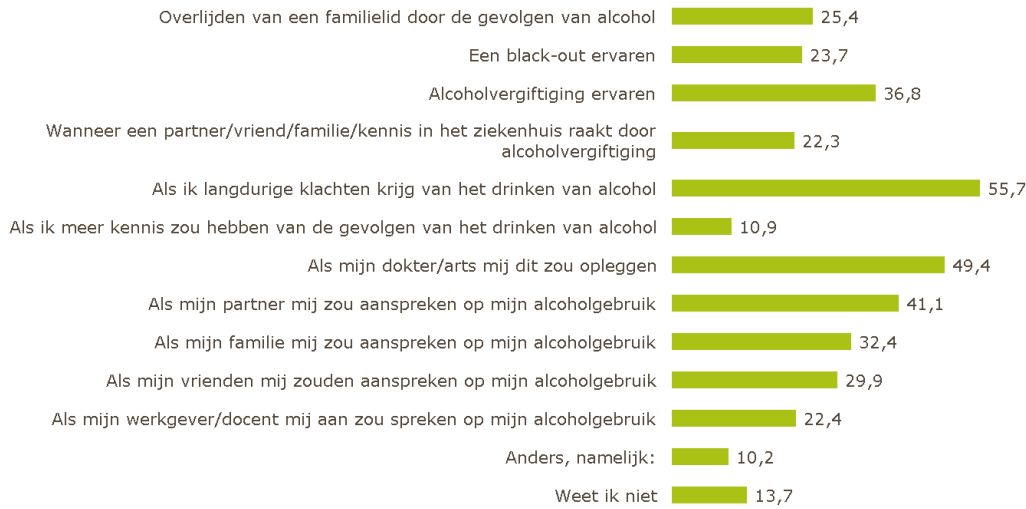 Overlijden van een familielid door de gevolgen van alcohol 25,4
Een black-out ervaren 23,7
Alcoholvergiftiging ervaren 36,8
Wanneer een partner/vriend/familie/kennis in het ziekenhuis raakt door
alcoholvergiftiging 22,3
Als ik langdurige klachten krijg van het drinken van alcohol 55,7
Als ik meer kennis zou hebben van de gevolgen van het drinken van alcohol 10,9
Als mijn dokter/arts mij dit zou opleggen 49,4
Als mijn partner mij zou aanspreken op mijn alcoholgebruik 41,1
Als mijn familie mij zou aanspreken op mijn alcoholgebruik 32,4
Als mijn vrienden mij zouden aanspreken op mijn alcoholgebruik 29,9
Als mijn werkgever/docent mij aan zou spreken op mijn alcoholgebruik 22,4
Anders, namelijk: 10,2
Weet ik niet 13,7